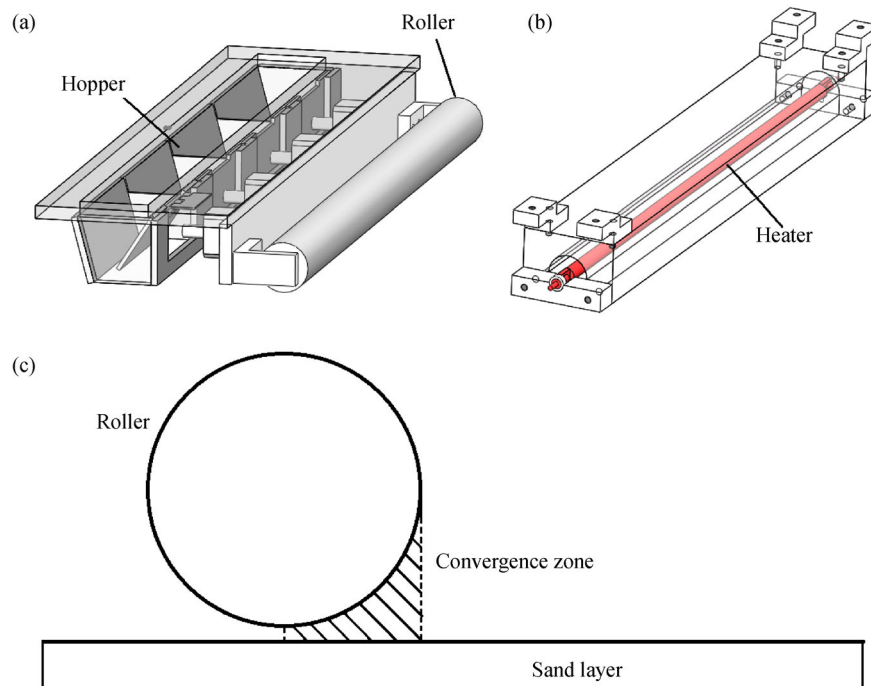 (a)
Roller
Hopper
(b)
Heater
(c)
Roller
Convergence zone
Sand layer